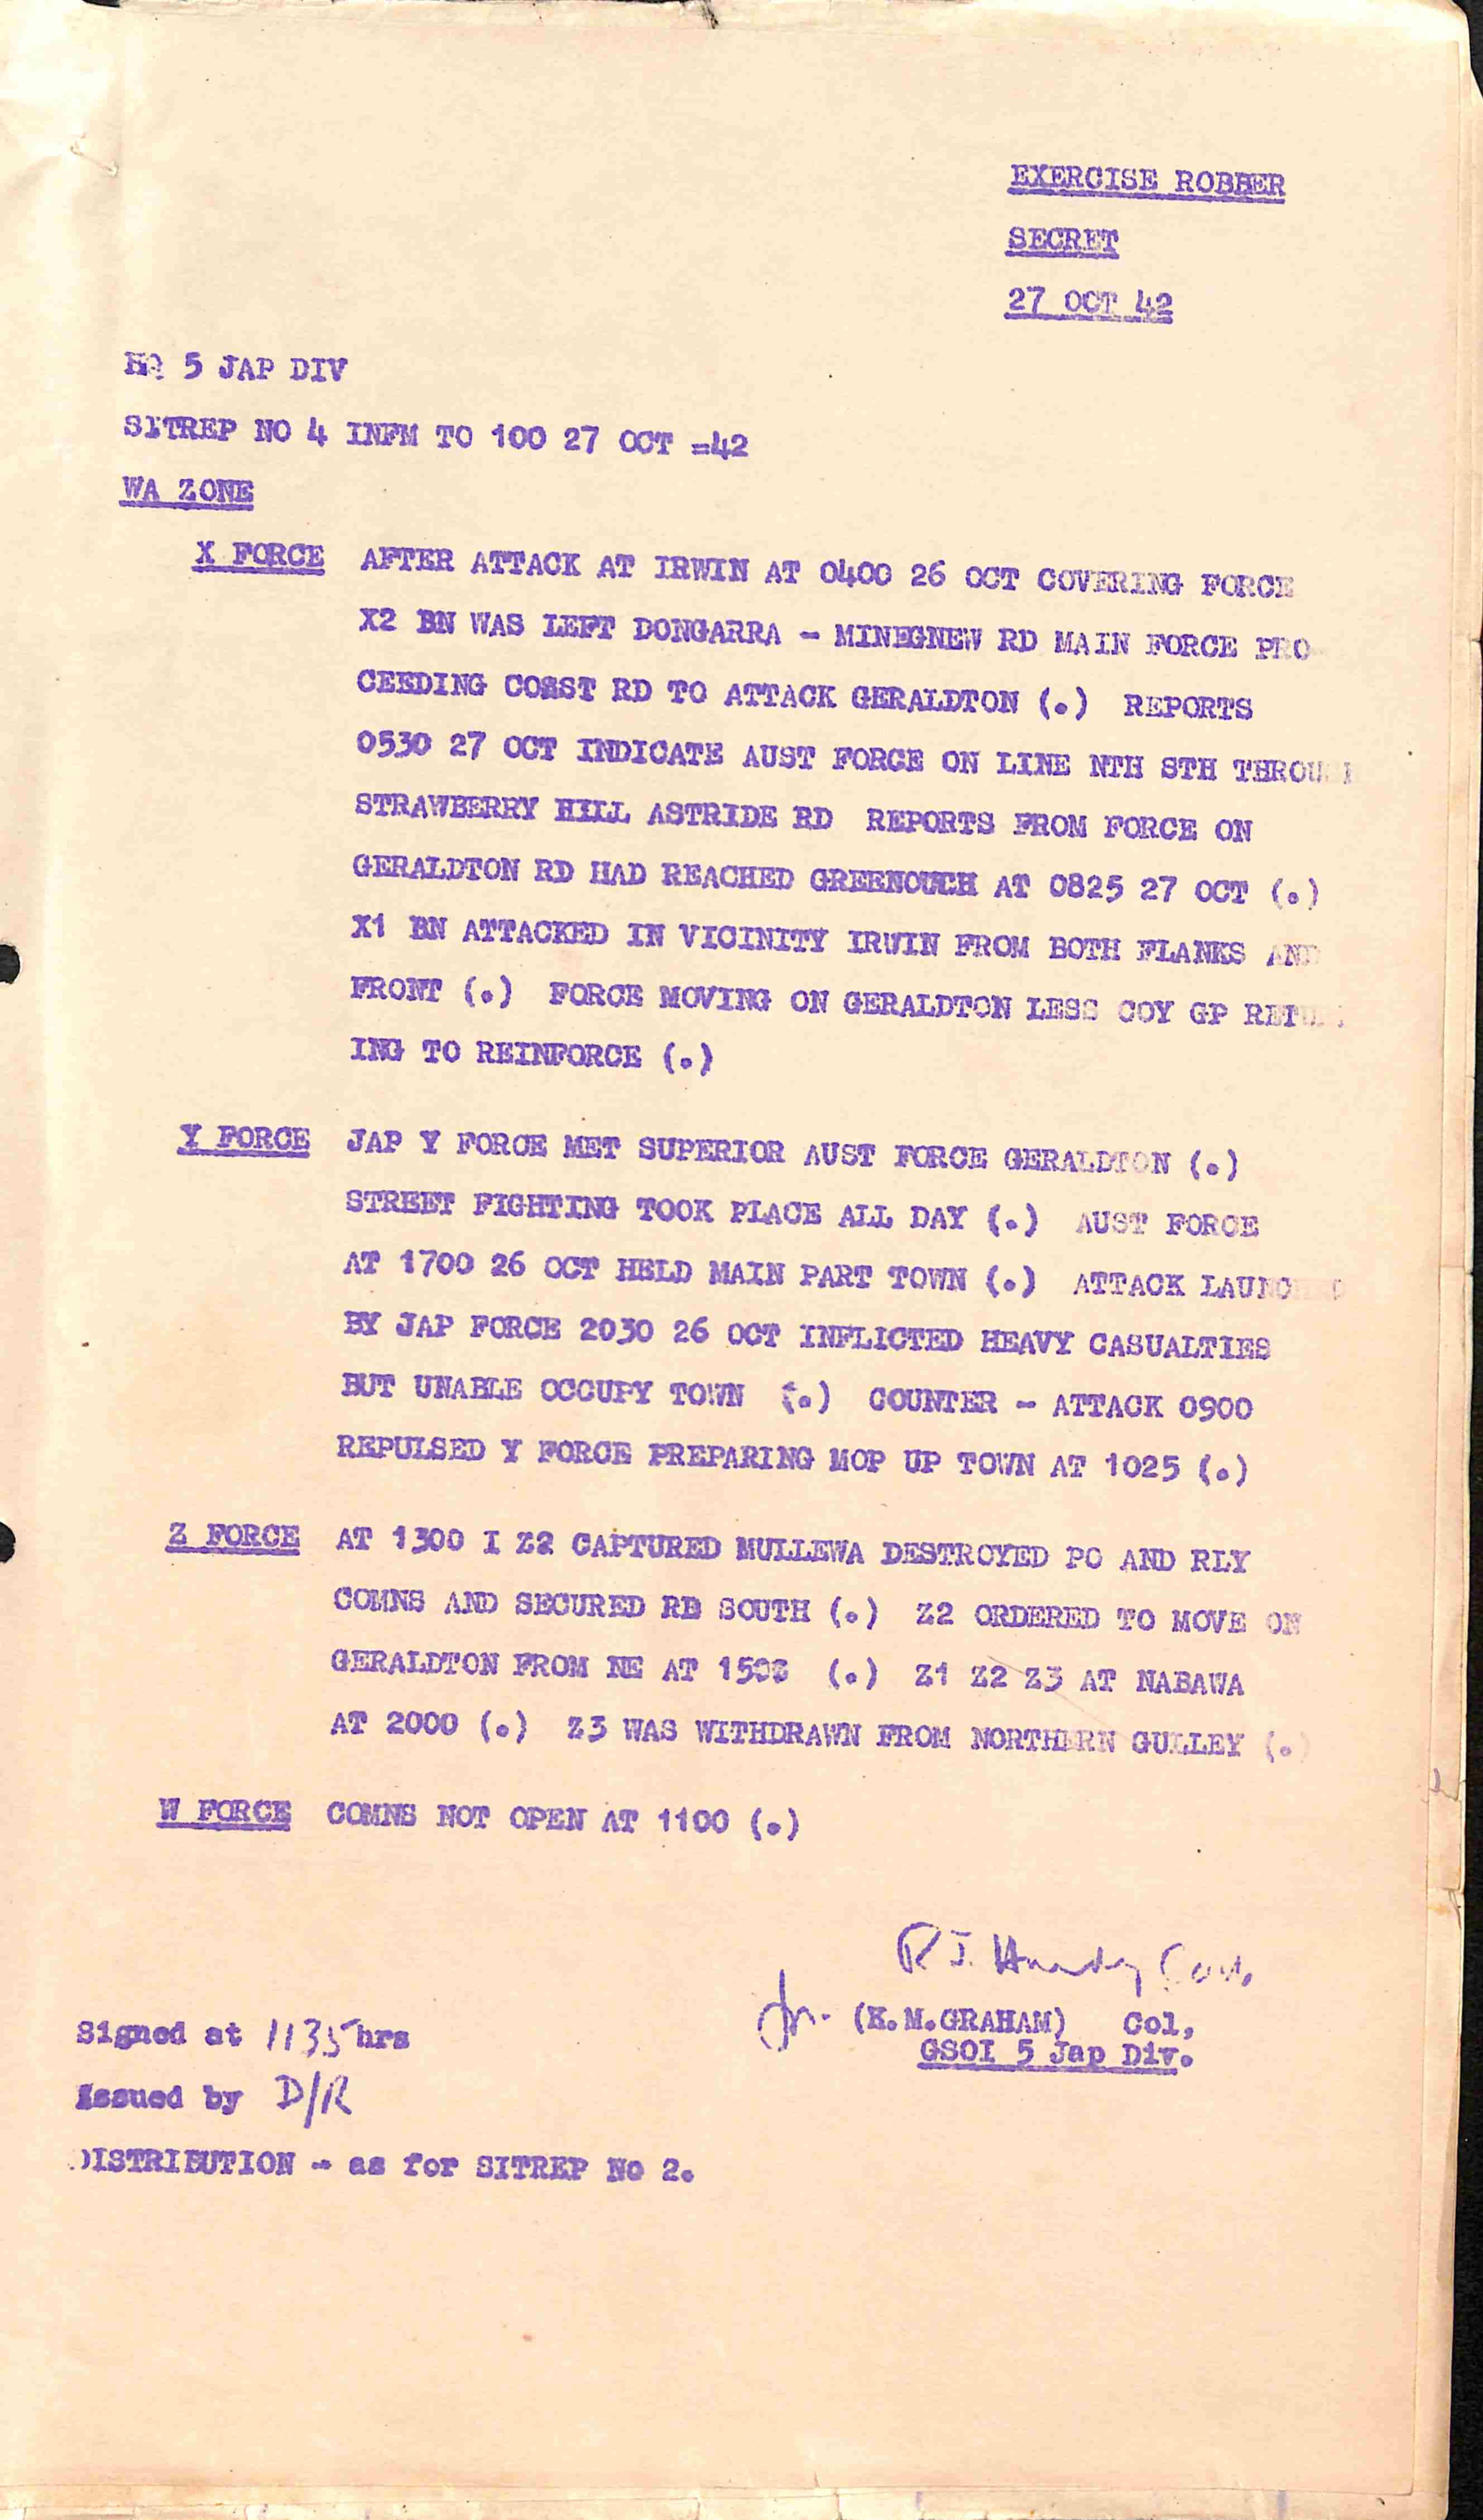 EXERCISE ROBBER
SECRET
27 OCT 42
HQ 5 JAP DIV
SITREP NO 4 INFM TO 100 27 OCT =42
WA ZONE
X FORCE AFTER ATTACK AT IRWIN AT 0400 26 OCT COVERING FORCE
X2 BN WAS LEFT DONGARRA - MINEGNEW RD MAIN FORCE PRO-
CEEDING COAST RD TO ATTACK GERALDTON (.) REPORTS
0530 27 OCT INDICATE AUST FORCE ON LINE NTH STH THROUGH
STRAWBERRY HILL ASTRIDE RD REPORTS FROM FORCE ON
GERALDTON RD HAD REACHED GREENOUGH AT 0825 27 OCT (.)
X1 BN ATTACKED IN VICINITY IRWIN FROM BOTH FLANKS AND
FRONT (.) FORCE MOVING ON GERALDTON LESS COY GP RETURN
ING TO REINFORCE (.)
Y FORCE JAP Y FORCE MET SUPERIOR AUST FORCE GERALDTON (.)
STREET FIGHTING TOOK PLACE ALL DAY (.) AUST FORCE
AT 1700 26 OCT HELD MAIN PART TOWN (.) ATTACK LAUNCHED
BY JAP FORCE 2030 26 OCT INFLICTED HEAVY CASUALTIES
BUT UNABLE OCCUPY TOWN (.) COUNTER - ATTACK 0900
REPULSED Y FORCE PREPARING MOP UP TOWN AT 1025 (.)
Z FORCE AT 1300 I Z2 CAPTURED MULLEWA DESTROYED PO AND RLY
COMNS AND SECURED RD SOUTH (.) Z2 ORDERED TO MOVE ON
GERALDTON FROM NE AT (.) Z1 Z2 Z3 AT NABAWA
AT 2000 (.) Z3 WAS WITHDRAWN FROM NORTHERN GULLEY (.)
W FORCE COMNS NOT OPEN AT 1100 (.)
R J.
for (K.M.GRAHAM) Col,
GSOI 5 Jap Div.
Signed at 1135 hrs
Issued by D/R
DISTRIBUTION - as for SITREP No 2.